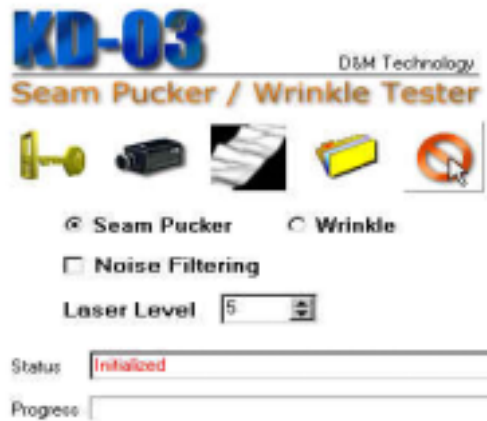 KD-03
D&M Technology
Seam Pucker / Wrinkle Tester
Seam Pucker Wrinkle
Noise Filtering
Laser Level 5
Status Initialized
Progress